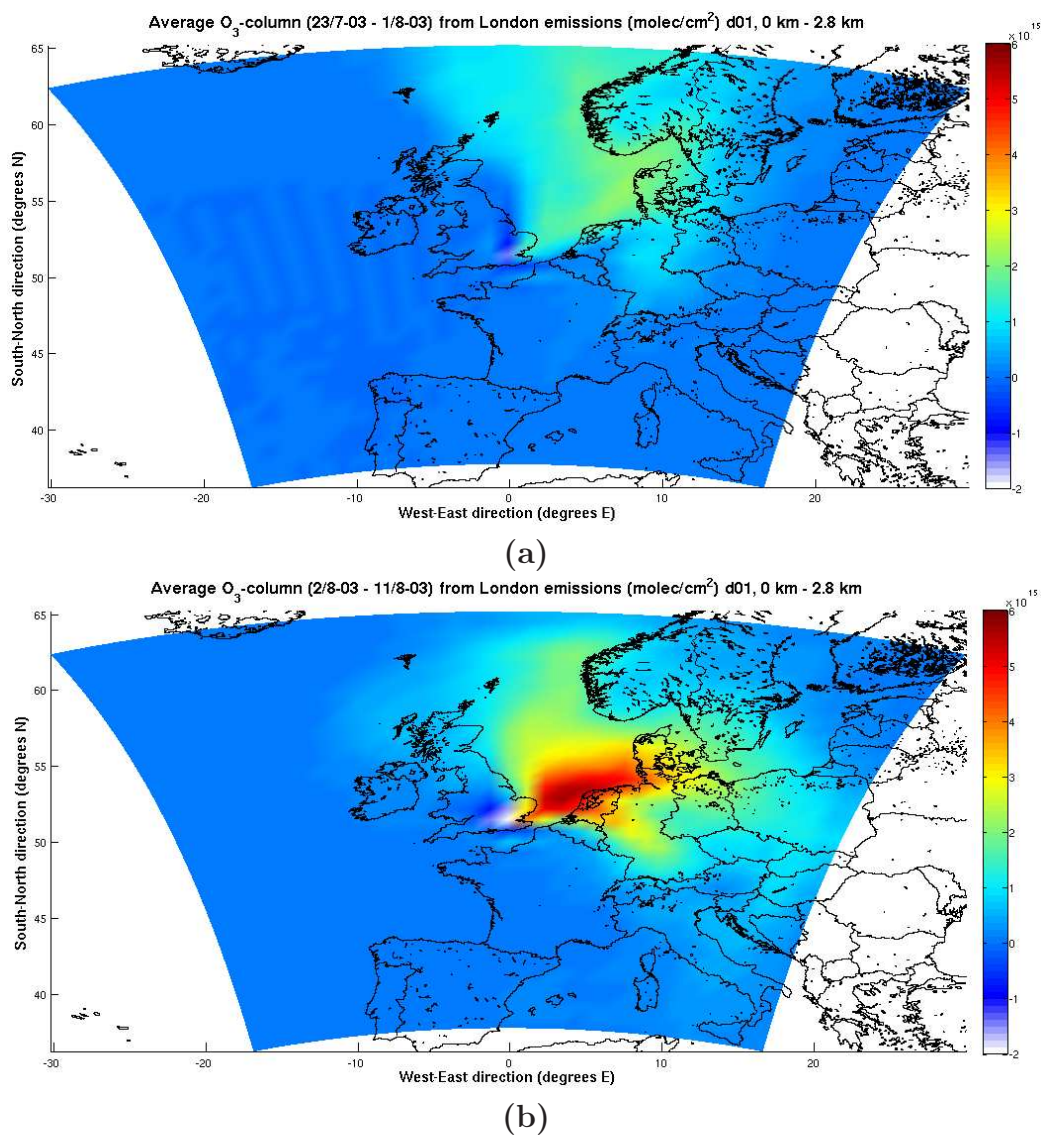 Average O₃-column (23/7-03 - 1/8-03) from London emissions (molec/cm²) d01, 0 km - 2.8 km
x 10¹⁵
65
60
55
50
45
40
South-North direction (degrees N)
-30 -20 -10 0 10 20
West-East direction (degrees E)
6
5
4
3
2
1
0
-1
-2
(a)
Average O₃-column (2/8-03 - 11/8-03) from London emissions (molec/cm²) d01, 0 km - 2.8 km
x 10¹⁵
65
60
55
50
45
40
South-North direction (degrees N)
-30 -20 -10 0 10 20
West-East direction (degrees E)
6
5
4
3
2
1
0
-1
-2
(b)